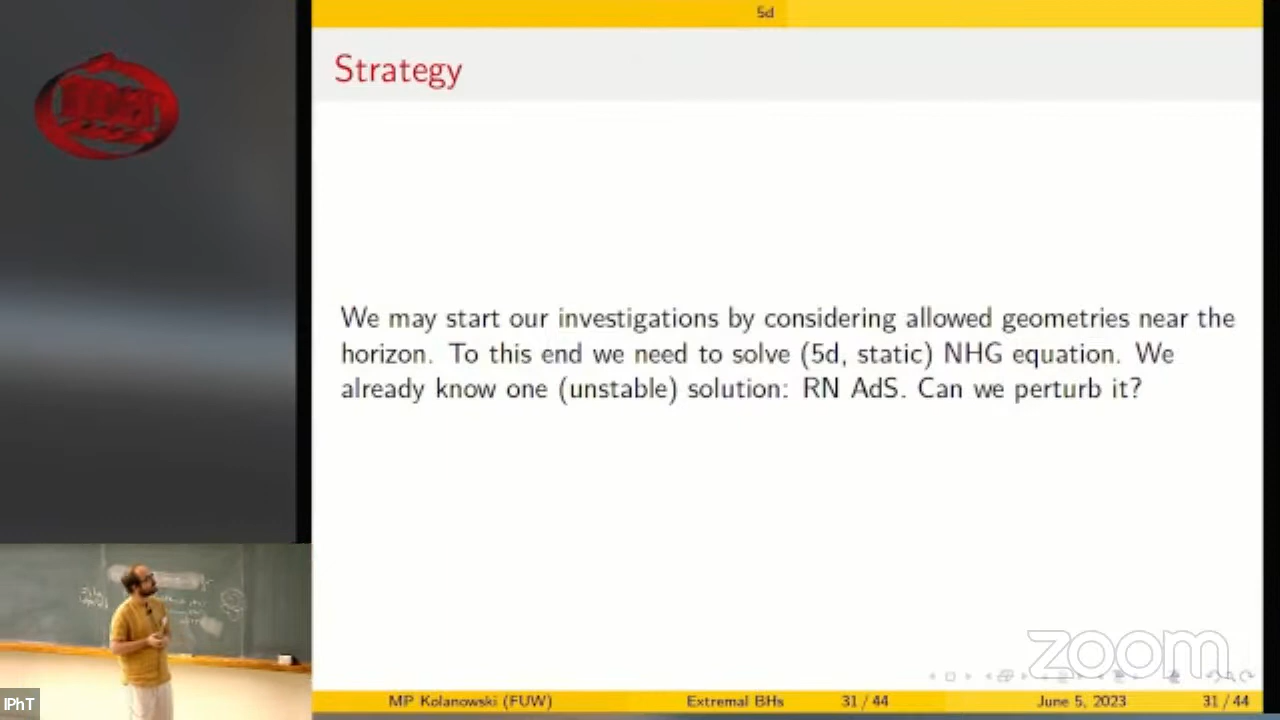 5d
Strategy
We may start our investigations by considering allowed geometries near the
horizon. To this end we need to solve (5d, static) NHG equation. We
already know one (unstable) solution: RN AdS. Can we perturb it?
zoom
MP Kolanowski (FUW) Extremal BHs 31 / 44 June 5, 2023 31 / 44
IPhT